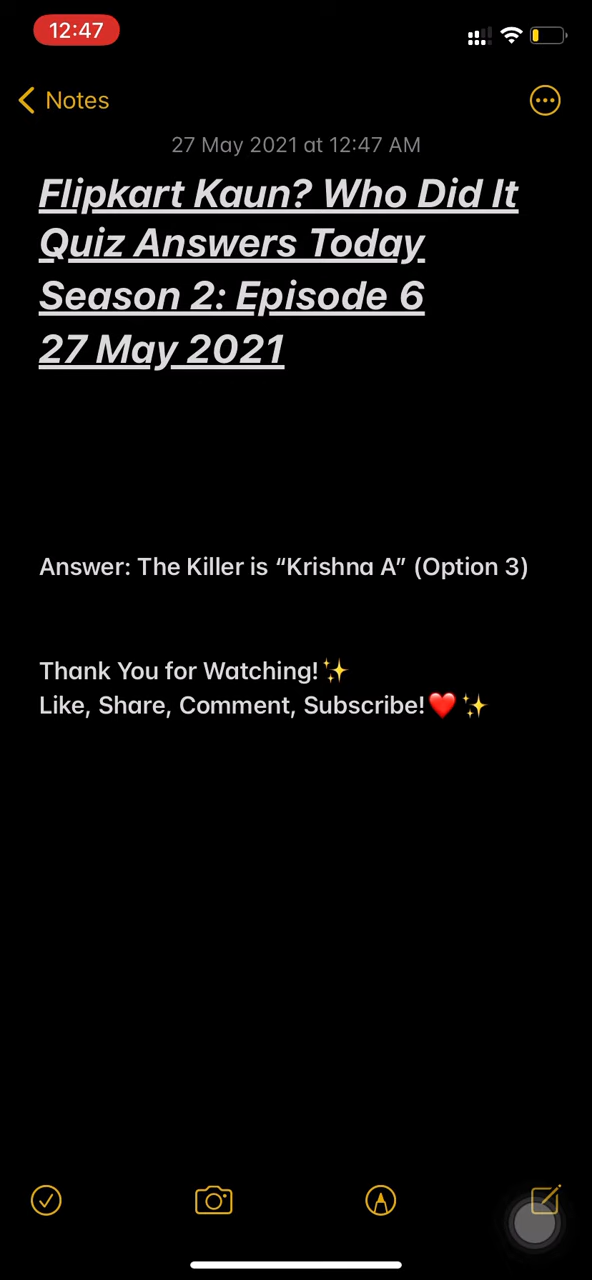 12:47
Notes
27 May 2021 at 12:47 AM
Flipkart Kaun? Who Did It
Quiz Answers Today
Season 2: Episode 6
27 May 2021
Answer: The Killer is “Krishna A” (Option 3)
Thank You for Watching!✨
Like, Share, Comment, Subscribe!❤️✨